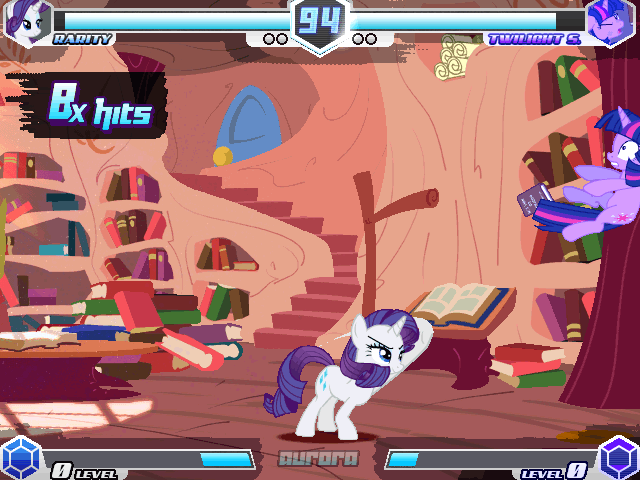 94
RARITY
TWILIGHT S.
8x hits
0 LEVEL
aurora
LEVEL 0